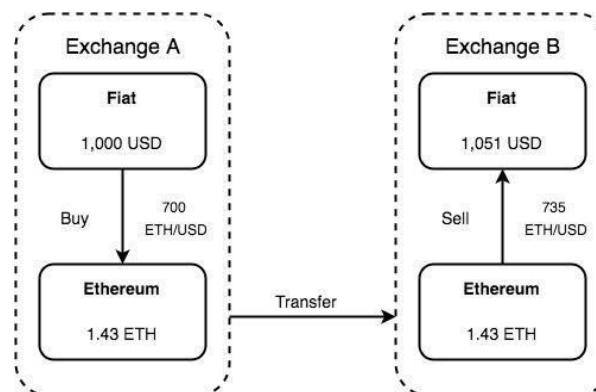 Exchange A
Fiat
1,000 USD
Buy
700
ETH/USD
Ethereum
1.43 ETH
Transfer
Exchange B
Fiat
1,051 USD
Sell
735
ETH/USD
Ethereum
1.43 ETH